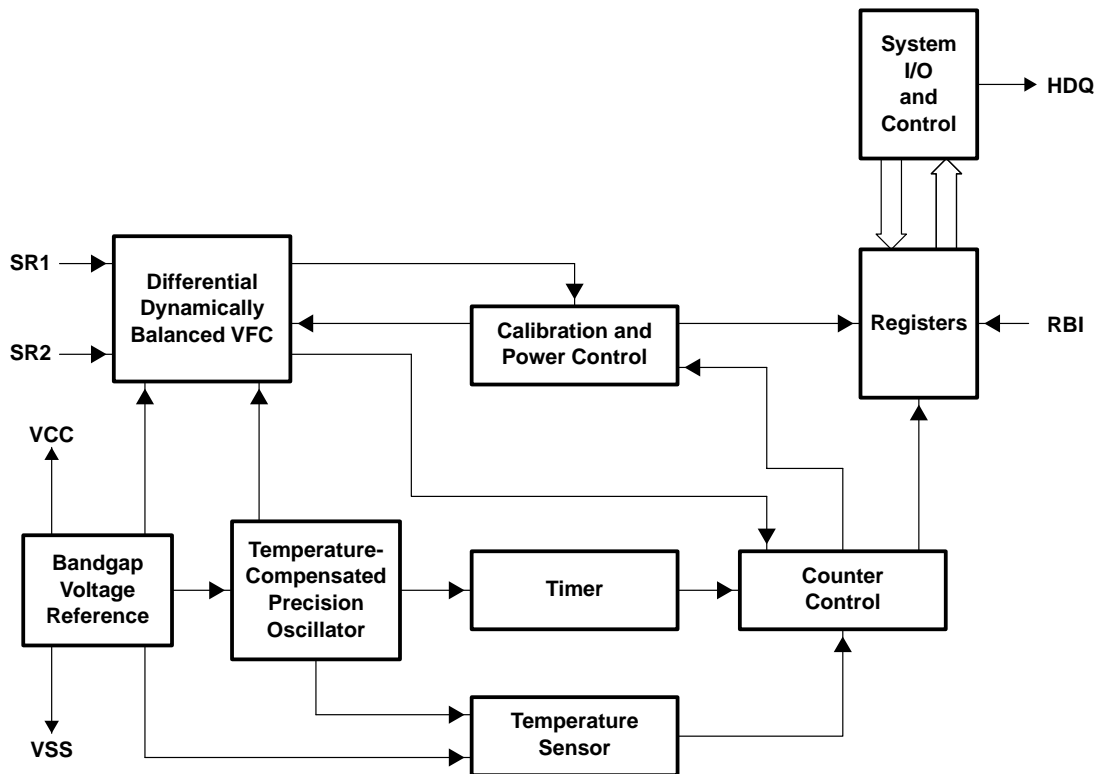 System
I/O
and
Control
HDQ
SR1
SR2
Differential
Dynamically
Balanced VFC
Calibration and
Power Control
Registers
RBI
VCC
Bandgap
Voltage
Reference
VSS
Temperature-
Compensated
Precision
Oscillator
Timer
Counter
Control
Temperature
Sensor